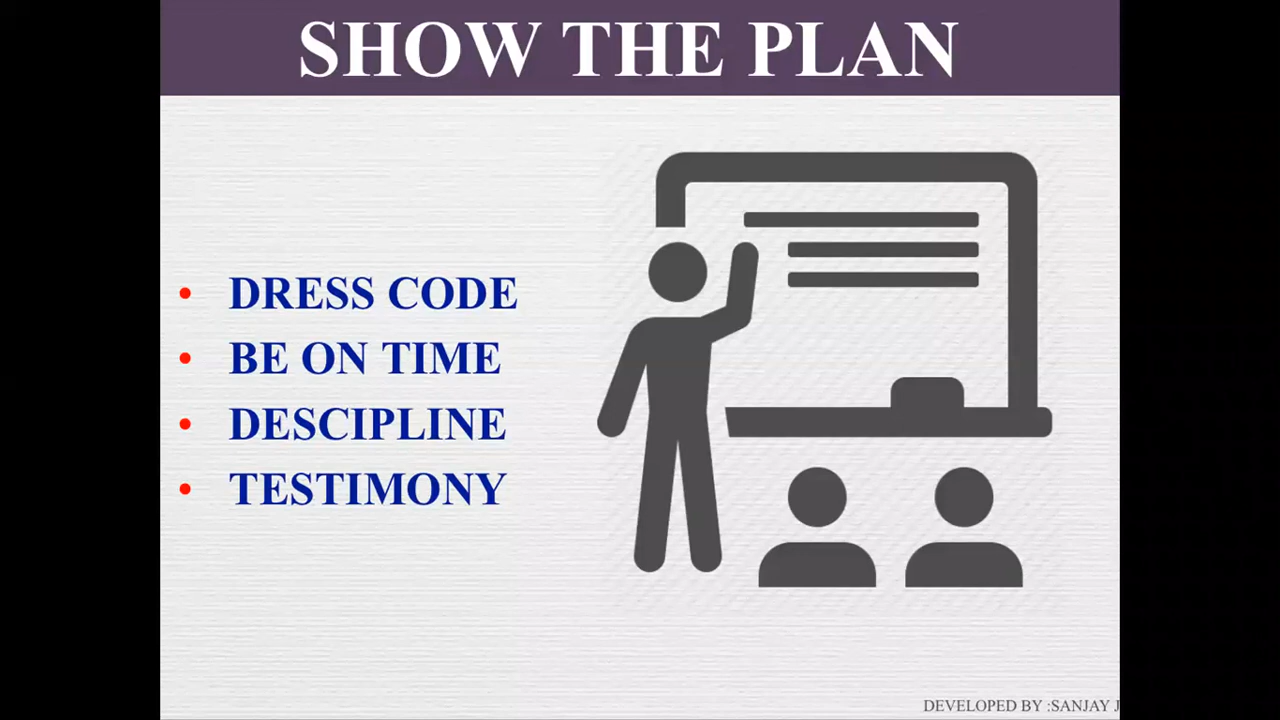 SHOW THE PLAN
• DRESS CODE
• BE ON TIME
• DESCIPLINE
• TESTIMONY
DEVELOPED BY :SANJAY J